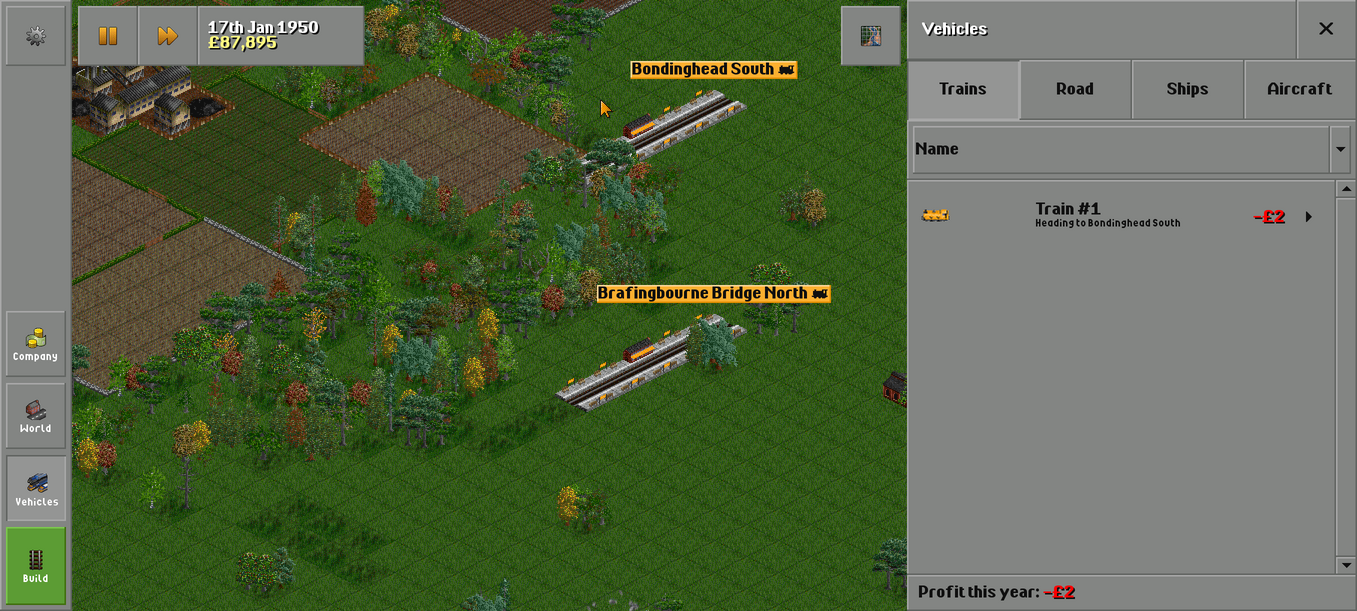 17th Jan 1950
£87,895
Vehicles
Trains
Road
Ships
Aircraft
Name
Train #1
Heading to Bondinghead South
-£2
Profit this year: -£2
Bondinghead South
Brafingbourne Bridge North
Company
World
Vehicles
Build